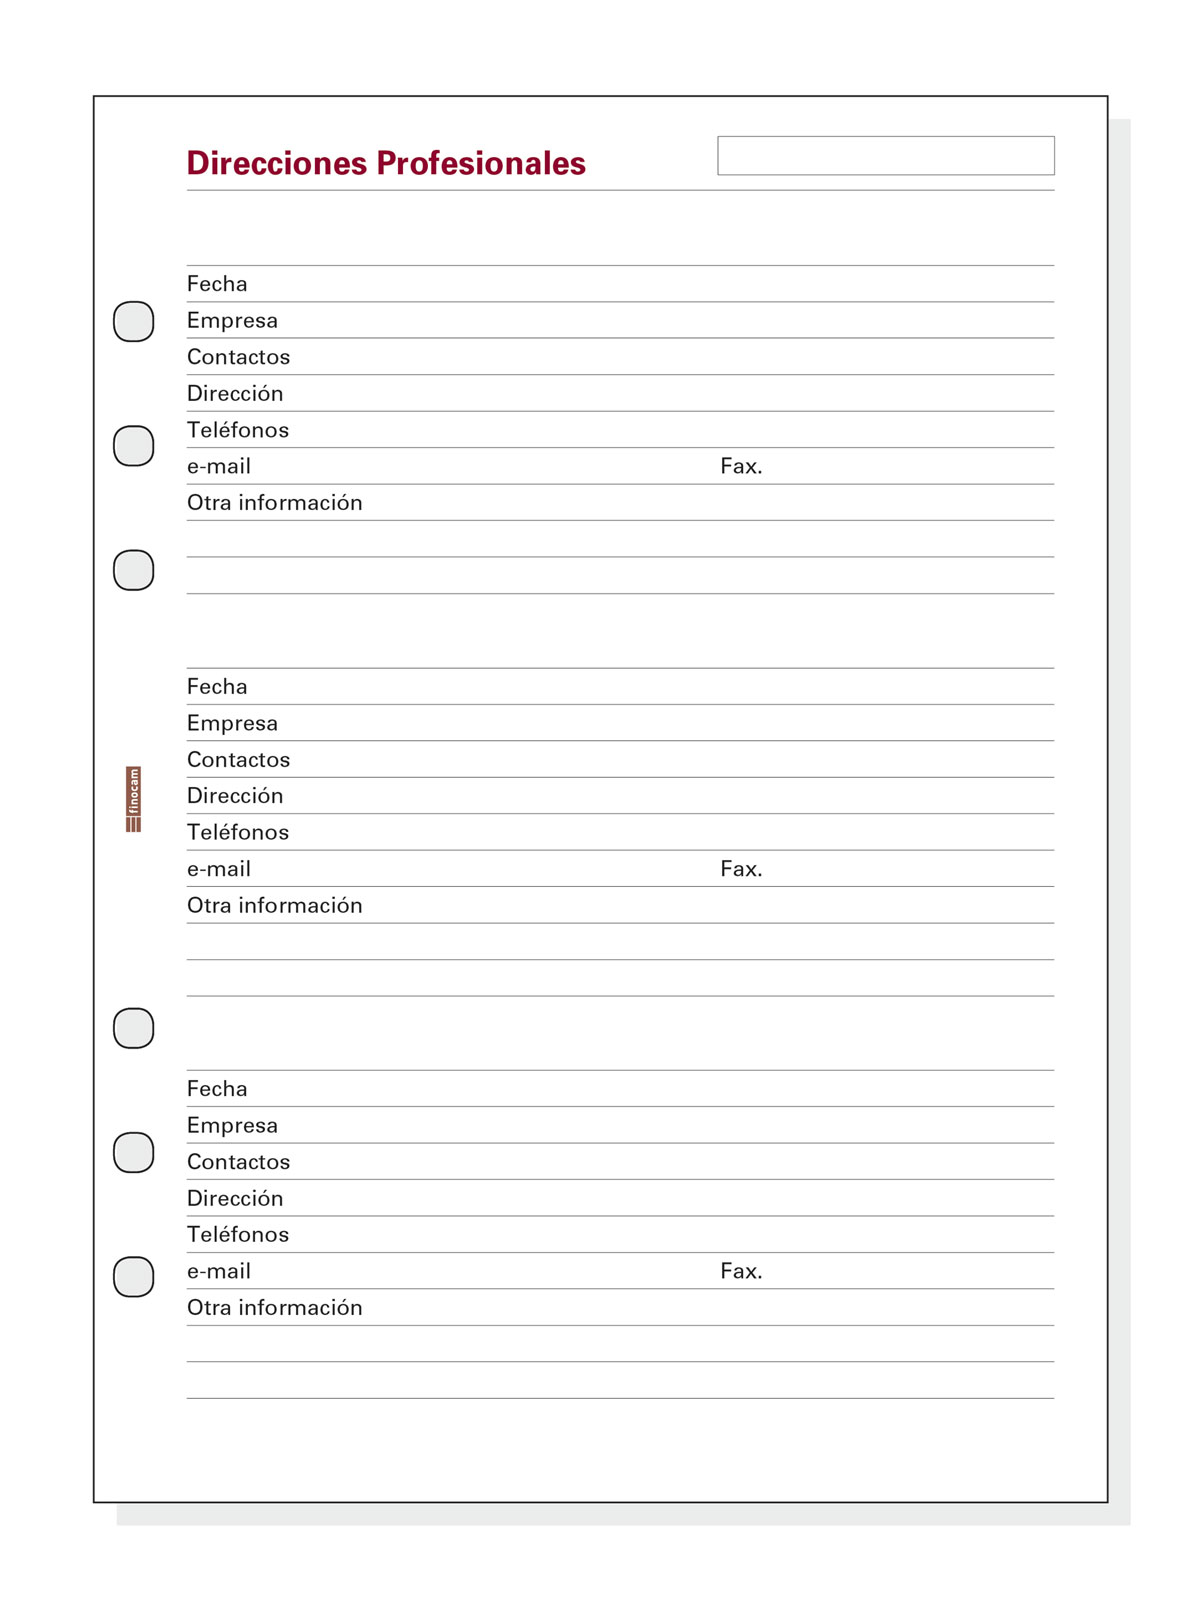 Direcciones Profesionales
Fecha
Empresa
Contactos
Dirección
Teléfonos
e-mail Fax.
Otra información
Fecha
Empresa
Contactos
Dirección
Teléfonos
e-mail Fax.
Otra información
Fecha
Empresa
Contactos
Dirección
Teléfonos
e-mail Fax.
Otra información
finocam